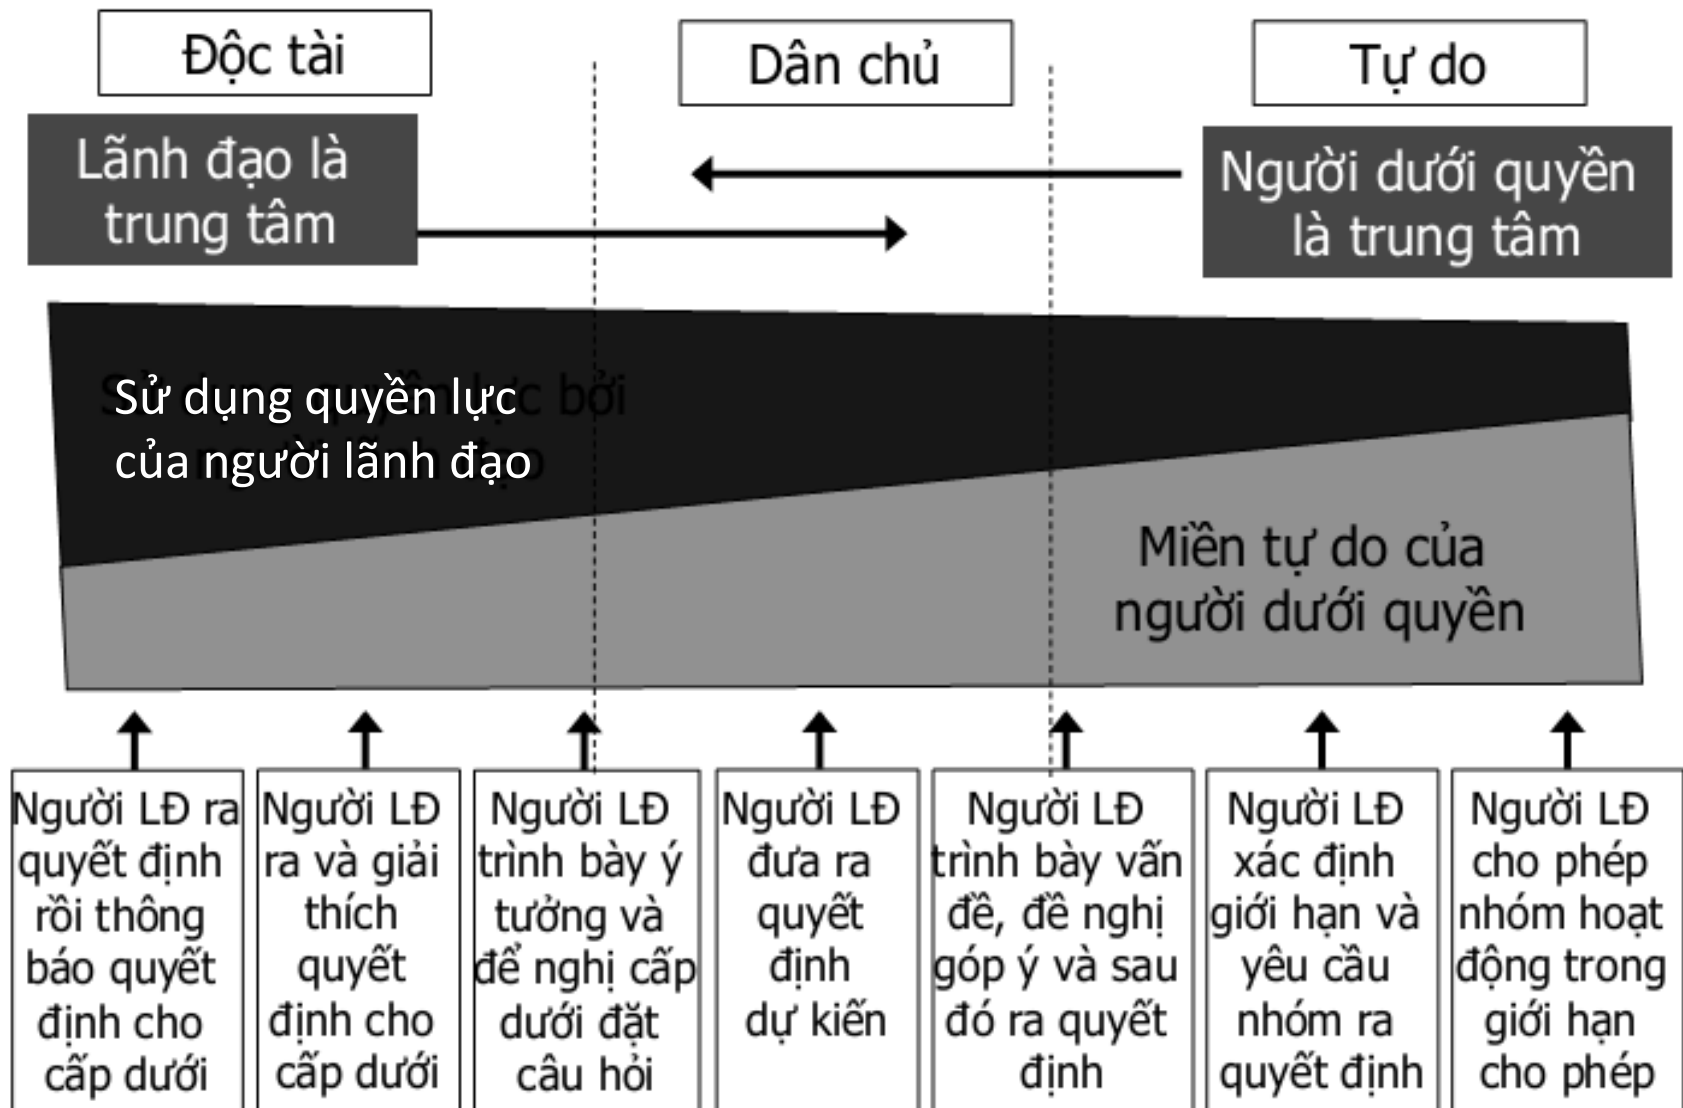 Độc tài
Dân chủ
Tự do
Lãnh đạo là
trung tâm
Người dưới quyền
là trung tâm
Sử dụng quyền lực
của người lãnh đạo
Miền tự do của
người dưới quyền
Người LĐ ra
quyết định
rồi thông
báo quyết
định cho
cấp dưới
Người LĐ
ra và giải
thích
quyết
định cho
cấp dưới
Người LĐ
trình bày ý
tưởng và
để nghị cấp
dưới đặt
câu hỏi
Người LĐ
đưa ra
quyết
định
dự kiến
Người LĐ
trình bày vấn
đề, đề nghị
góp ý và sau
đó ra quyết
định
Người LĐ
xác định
giới hạn và
yêu cầu
nhóm ra
quyết định
Người LĐ
cho phép
nhóm hoạt
động trong
giới hạn
cho phép